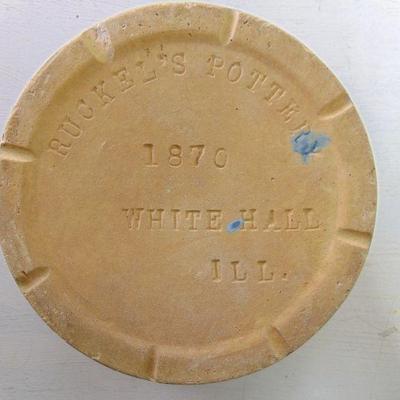 RUCKEL'S POTTERY
1870
WHITE HALL
ILL.